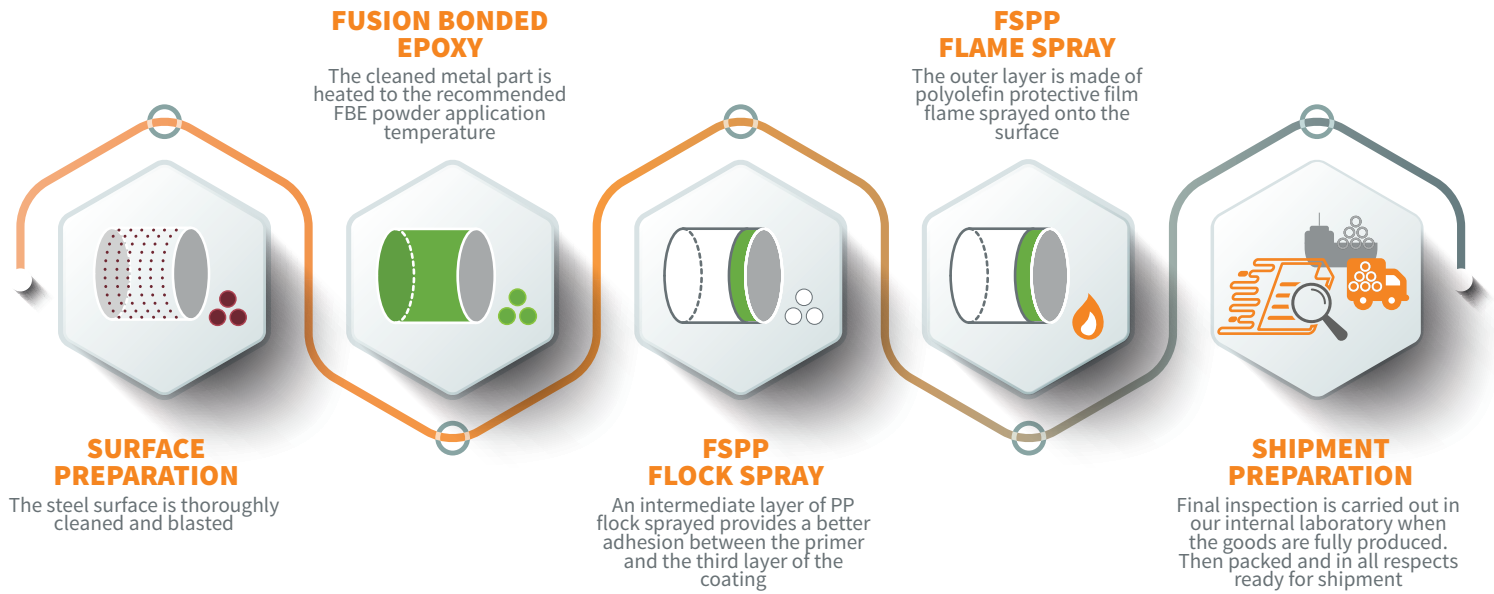 SURFACE
PREPARATION
The steel surface is thoroughly
cleaned and blasted
FUSION BONDED
EPOXY
The cleaned metal part is
heated to the recommended
FBE powder application
temperature
FSPP
FLOCK SPRAY
An intermediate layer of PP
flock sprayed provides a better
adhesion between the primer
and the third layer of the
coating
FSPP
FLAME SPRAY
The outer layer is made of
polyolefin protective film
flame sprayed onto the
surface
SHIPMENT
PREPARATION
Final inspection is carried out in
our internal laboratory when
the goods are fully produced.
Then packed and in all respects
ready for shipment